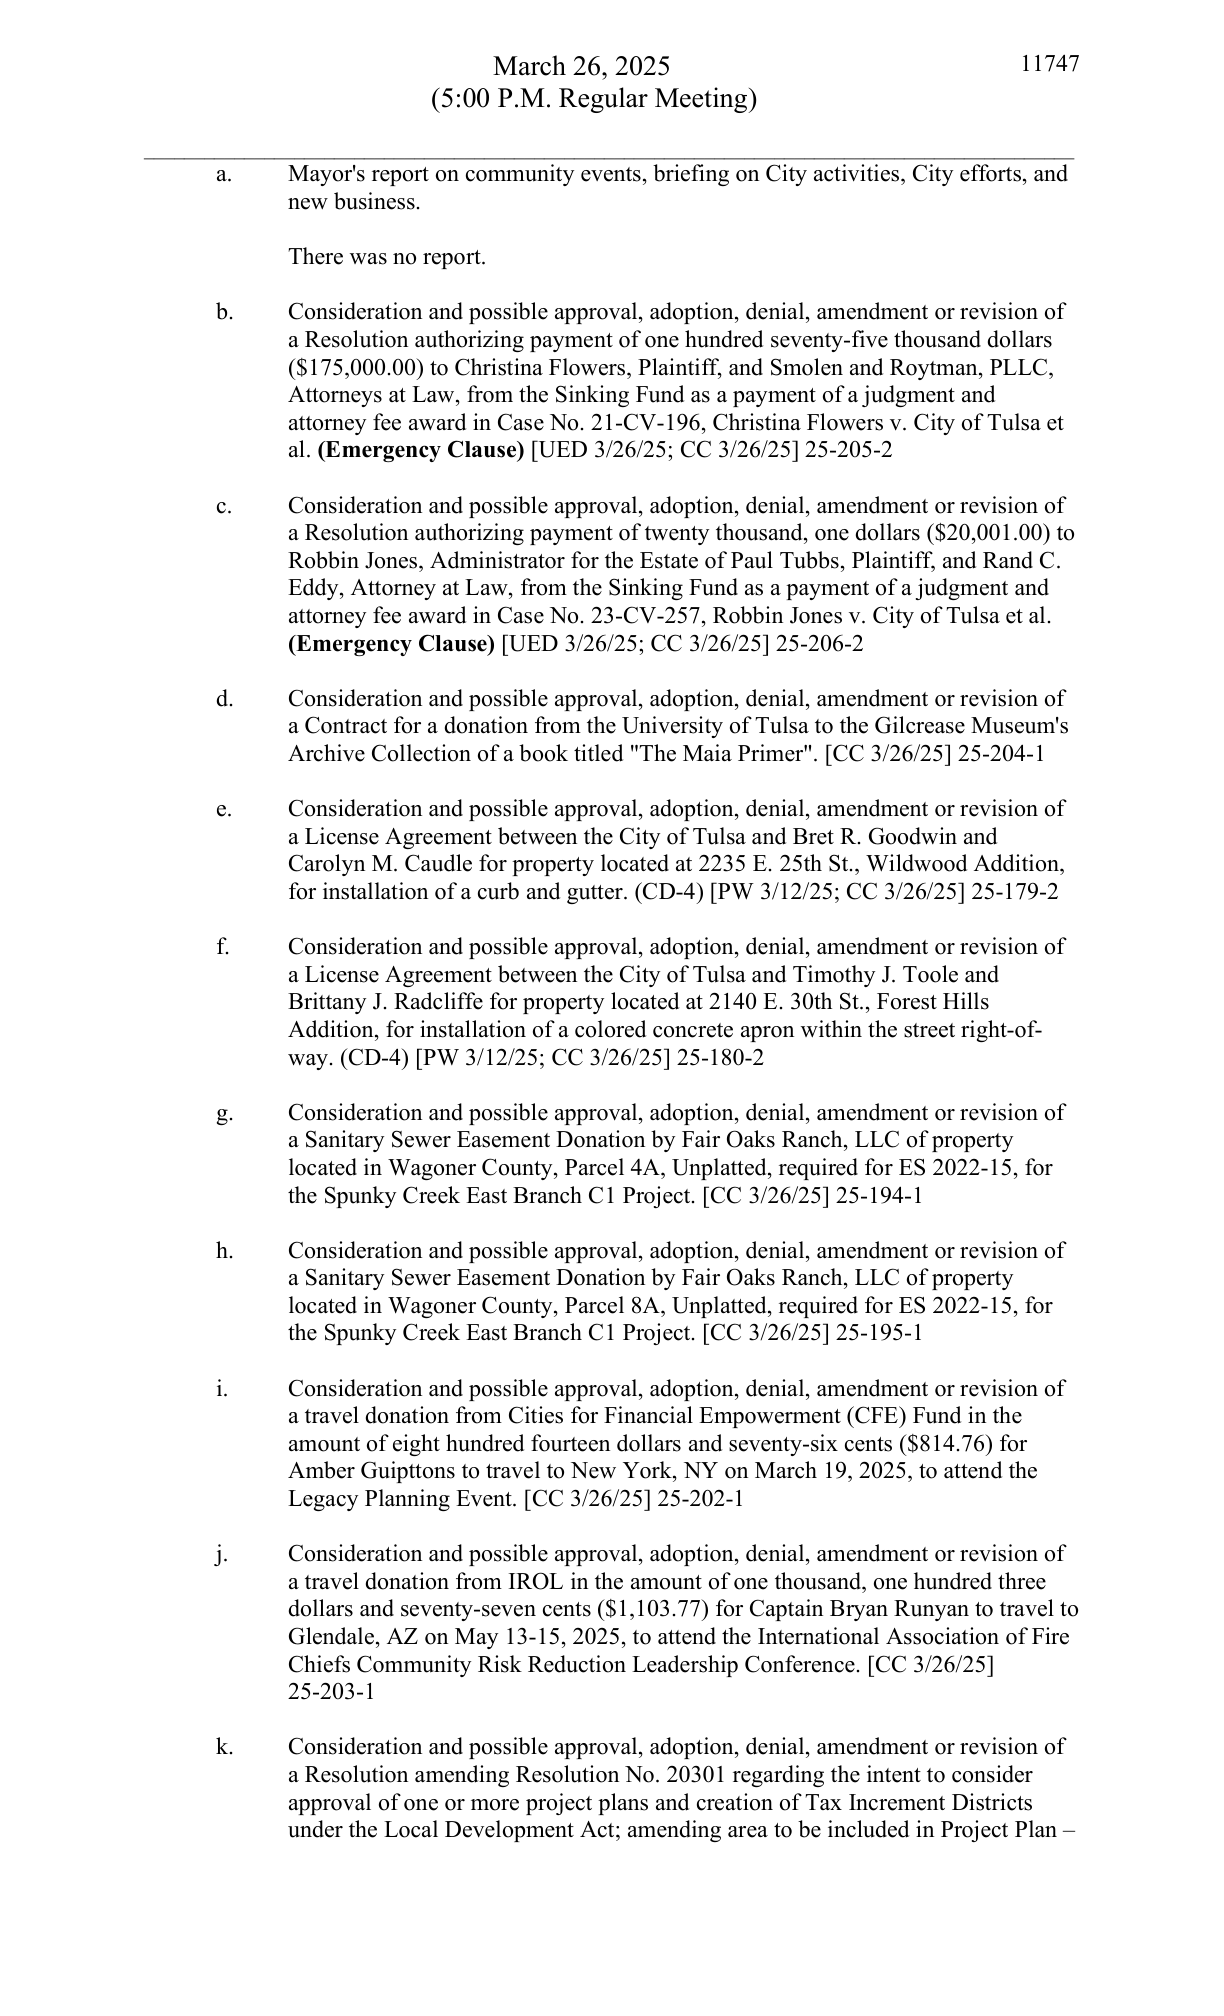 March 26, 2025
11747
(5:00 P.M. Regular Meeting)
a. Mayor's report on community events, briefing on City activities, City efforts, and
new business.
There was no report.
b. Consideration and possible approval, adoption, denial, amendment or revision of
a Resolution authorizing payment of one hundred seventy-five thousand dollars
($175,000.00) to Christina Flowers, Plaintiff, and Smolen and Roytman, PLLC,
Attorneys at Law, from the Sinking Fund as a payment of a judgment and
attorney fee award in Case No. 21-CV-196, Christina Flowers v. City of Tulsa et
al. (Emergency Clause) [UED 3/26/25; CC 3/26/25] 25-205-2
c. Consideration and possible approval, adoption, denial, amendment or revision of
a Resolution authorizing payment of twenty thousand, one dollars ($20,001.00) to
Robbin Jones, Administrator for the Estate of Paul Tubbs, Plaintiff, and Rand C.
Eddy, Attorney at Law, from the Sinking Fund as a payment of a judgment and
attorney fee award in Case No. 23-CV-257, Robbin Jones v. City of Tulsa et al.
(Emergency Clause) [UED 3/26/25; CC 3/26/25] 25-206-2
d. Consideration and possible approval, adoption, denial, amendment or revision of
a Contract for a donation from the University of Tulsa to the Gilcrease Museum's
Archive Collection of a book titled "The Maia Primer". [CC 3/26/25] 25-204-1
e. Consideration and possible approval, adoption, denial, amendment or revision of
a License Agreement between the City of Tulsa and Bret R. Goodwin and
Carolyn M. Caudle for property located at 2235 E. 25th St., Wildwood Addition,
for installation of a curb and gutter. (CD-4) [PW 3/12/25; CC 3/26/25] 25-179-2
f. Consideration and possible approval, adoption, denial, amendment or revision of
a License Agreement between the City of Tulsa and Timothy J. Toole and
Brittany J. Radcliffe for property located at 2140 E. 30th St., Forest Hills
Addition, for installation of a colored concrete apron within the street right-of-
way. (CD-4) [PW 3/12/25; CC 3/26/25] 25-180-2
g. Consideration and possible approval, adoption, denial, amendment or revision of
a Sanitary Sewer Easement Donation by Fair Oaks Ranch, LLC of property
located in Wagoner County, Parcel 4A, Unplatted, required for ES 2022-15, for
the Spunky Creek East Branch C1 Project. [CC 3/26/25] 25-194-1
h. Consideration and possible approval, adoption, denial, amendment or revision of
a Sanitary Sewer Easement Donation by Fair Oaks Ranch, LLC of property
located in Wagoner County, Parcel 8A, Unplatted, required for ES 2022-15, for
the Spunky Creek East Branch C1 Project. [CC 3/26/25] 25-195-1
i. Consideration and possible approval, adoption, denial, amendment or revision of
a travel donation from Cities for Financial Empowerment (CFE) Fund in the
amount of eight hundred fourteen dollars and seventy-six cents ($814.76) for
Amber Guipttons to travel to New York, NY on March 19, 2025, to attend the
Legacy Planning Event. [CC 3/26/25] 25-202-1
j. Consideration and possible approval, adoption, denial, amendment or revision of
a travel donation from IROL in the amount of one thousand, one hundred three
dollars and seventy-seven cents ($1,103.77) for Captain Bryan Runyan to travel to
Glendale, AZ on May 13-15, 2025, to attend the International Association of Fire
Chiefs Community Risk Reduction Leadership Conference. [CC 3/26/25]
25-203-1
k. Consideration and possible approval, adoption, denial, amendment or revision of
a Resolution amending Resolution No. 20301 regarding the intent to consider
approval of one or more project plans and creation of Tax Increment Districts
under the Local Development Act; amending area to be included in Project Plan –